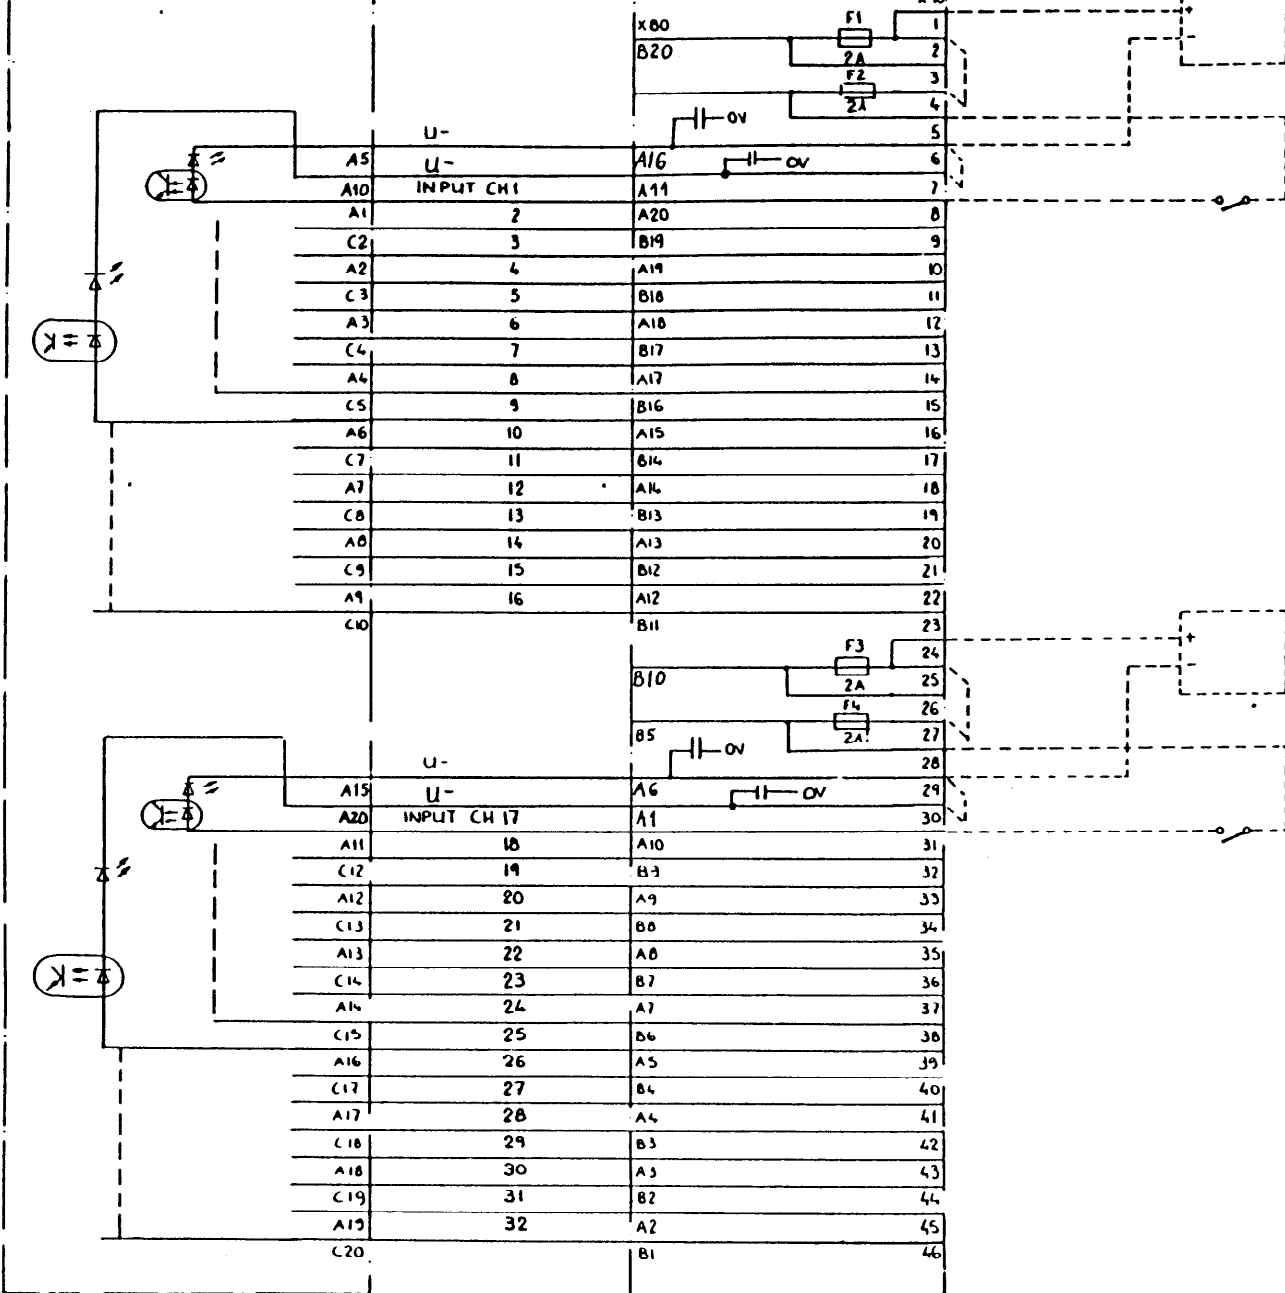 X80 F1 1 +
B20 2A 2 -
F2 3
2A 4
0V 5
U-
A5 U- A16 0V 6
A10 INPUT CH1 A11 7
A1 2 A20 8
C2 3 B19 9
A2 4 A19 10
C3 5 B18 11
A3 6 A18 12
C4 7 B17 13
A4 8 A17 14
C5 9 B16 15
A6 10 A15 16
C7 11 B14 17
A7 12 A14 18
C8 13 B13 19
A8 14 A13 20
C9 15 B12 21
A9 16 A12 22
C10 B11 23
F3 24 +
B10 2A 25 -
F4 26
B5 2A 27
U- 0V 28
A15 U- A6 0V 29
A20 INPUT CH 17 A1 30
A11 18 A10 31
C12 19 B9 32
A12 20 A9 33
C13 21 B8 34
A13 22 A8 35
C14 23 B7 36
A14 24 A7 37
C15 25 B6 38
A16 26 A5 39
C17 27 B4 40
A17 28 A4 41
C18 29 B3 42
A18 30 A3 43
C19 31 B2 44
A19 32 A2 45
C20 B1 46